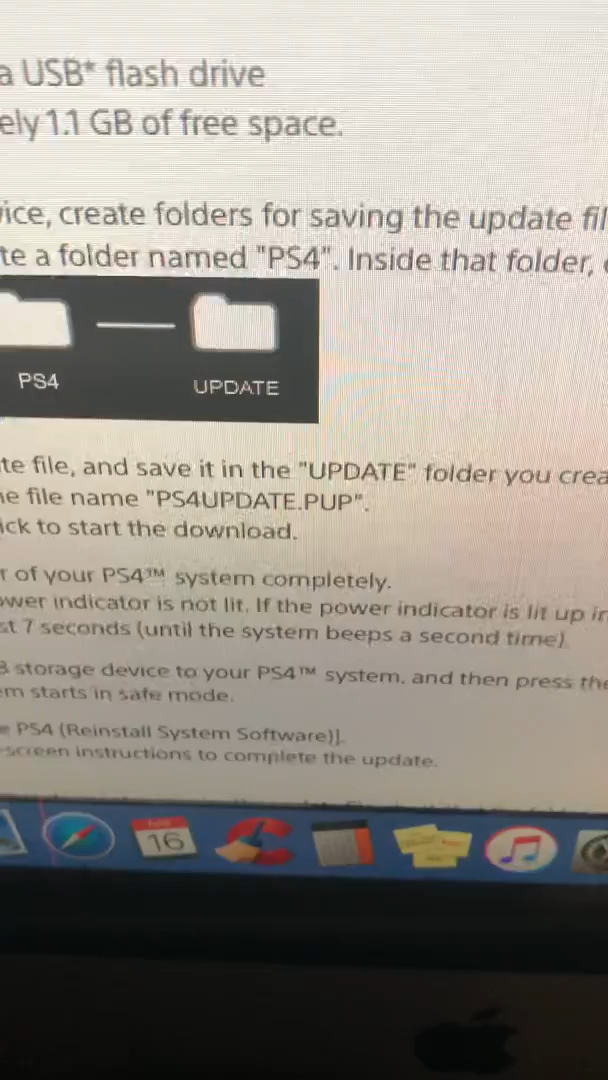 a USB* flash drive
ely 1.1 GB of free space.
ice, create folders for saving the update fil
te a folder named "PS4". Inside that folder,
PS4
UPDATE
te file, and save it in the "UPDATE" folder you crea
e file name "PS4UPDATE.PUP".
ick to start the download.
r of your PS4™ system completely.
ower indicator is not lit. If the power indicator is lit up in
st 7 seconds (until the system beeps a second time).
B storage device to your PS4™ system, and then press the
em starts in safe mode.
e PS4 (Reinstall System Software)].
-screen instructions to complete the update.
16